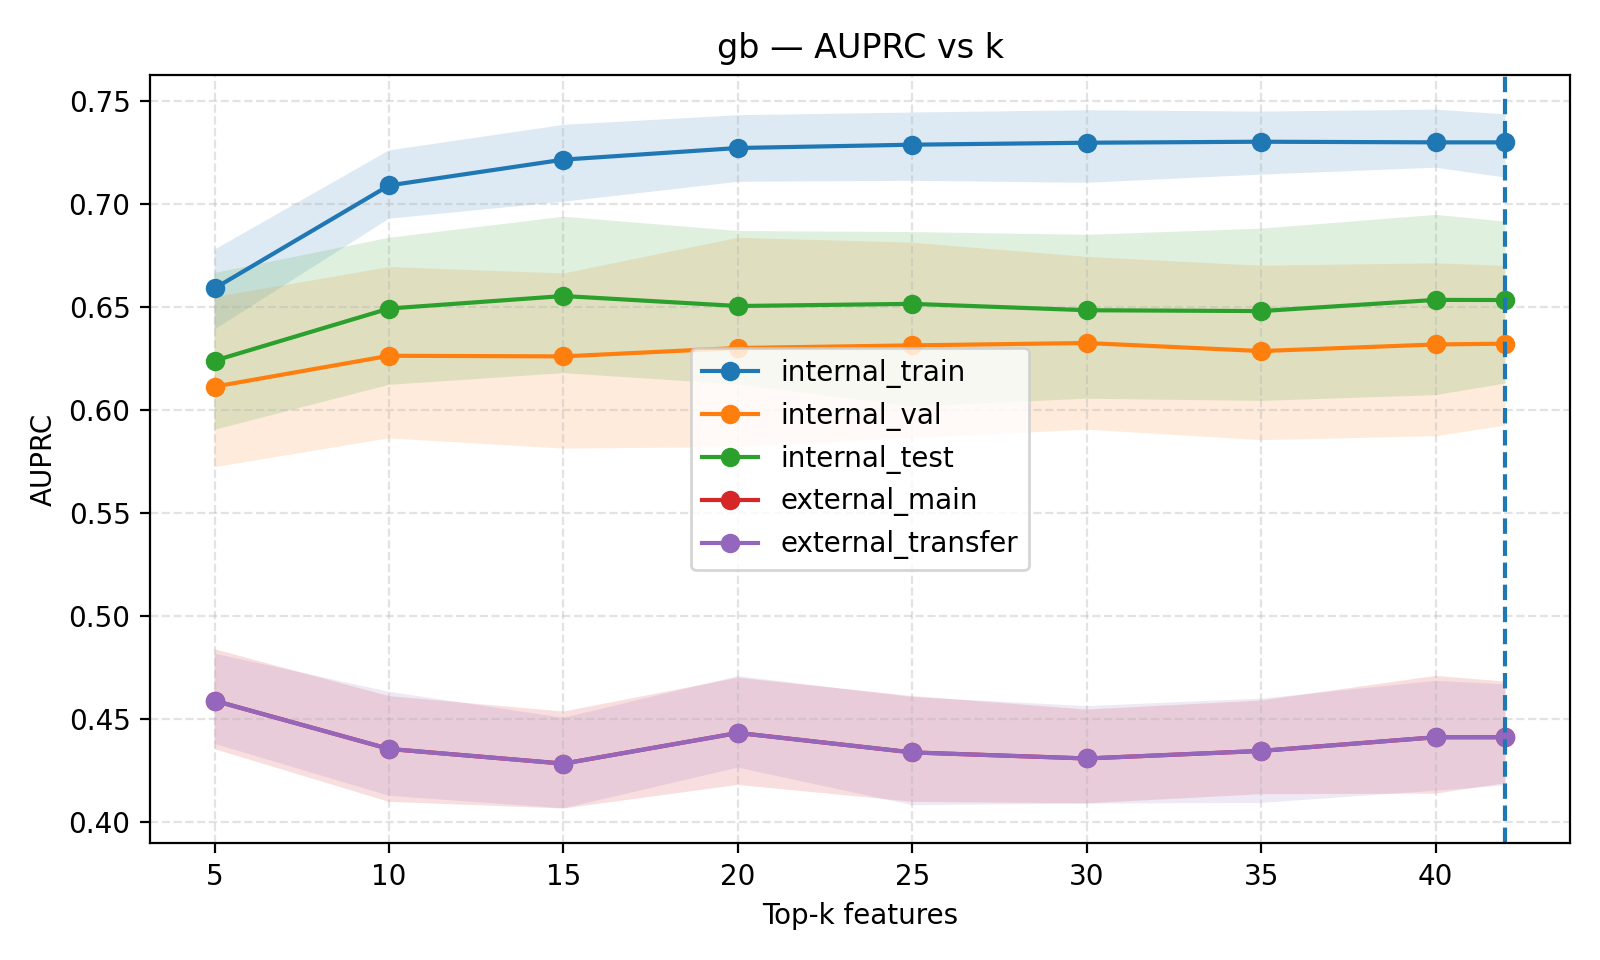 gb — AUPRC vs k
AUPRC
0.75
0.70
0.65
0.60
0.55
0.50
0.45
0.40
internal_train
internal_val
internal_test
external_main
external_transfer
5 10 15 20 25 30 35 40
Top-k features